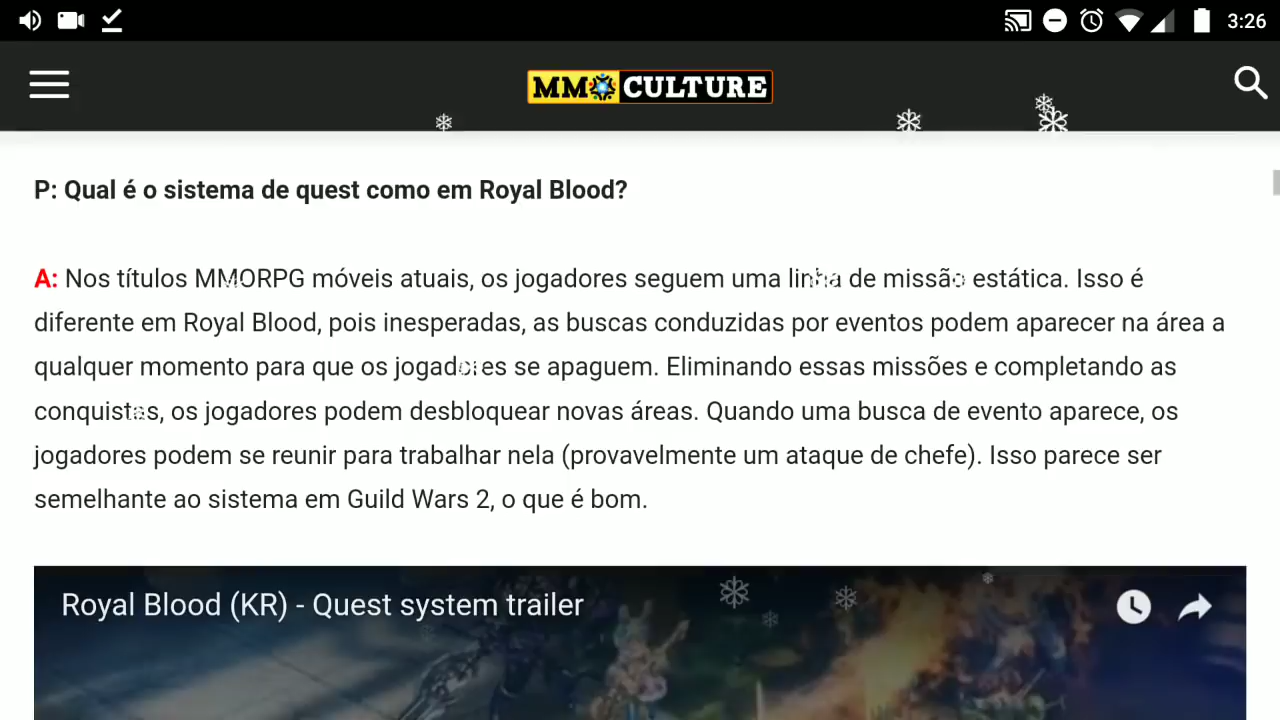 3:26
MMOCULTURE
P: Qual é o sistema de quest como em Royal Blood?
A: Nos títulos MMORPG móveis atuais, os jogadores seguem uma linha de missão estática. Isso é
diferente em Royal Blood, pois inesperadas, as buscas conduzidas por eventos podem aparecer na área a
qualquer momento para que os jogadores se apaguem. Eliminando essas missões e completando as
conquistas, os jogadores podem desbloquear novas áreas. Quando uma busca de evento aparece, os
jogadores podem se reunir para trabalhar nela (provavelmente um ataque de chefe). Isso parece ser
semelhante ao sistema em Guild Wars 2, o que é bom.
Royal Blood (KR) - Quest system trailer